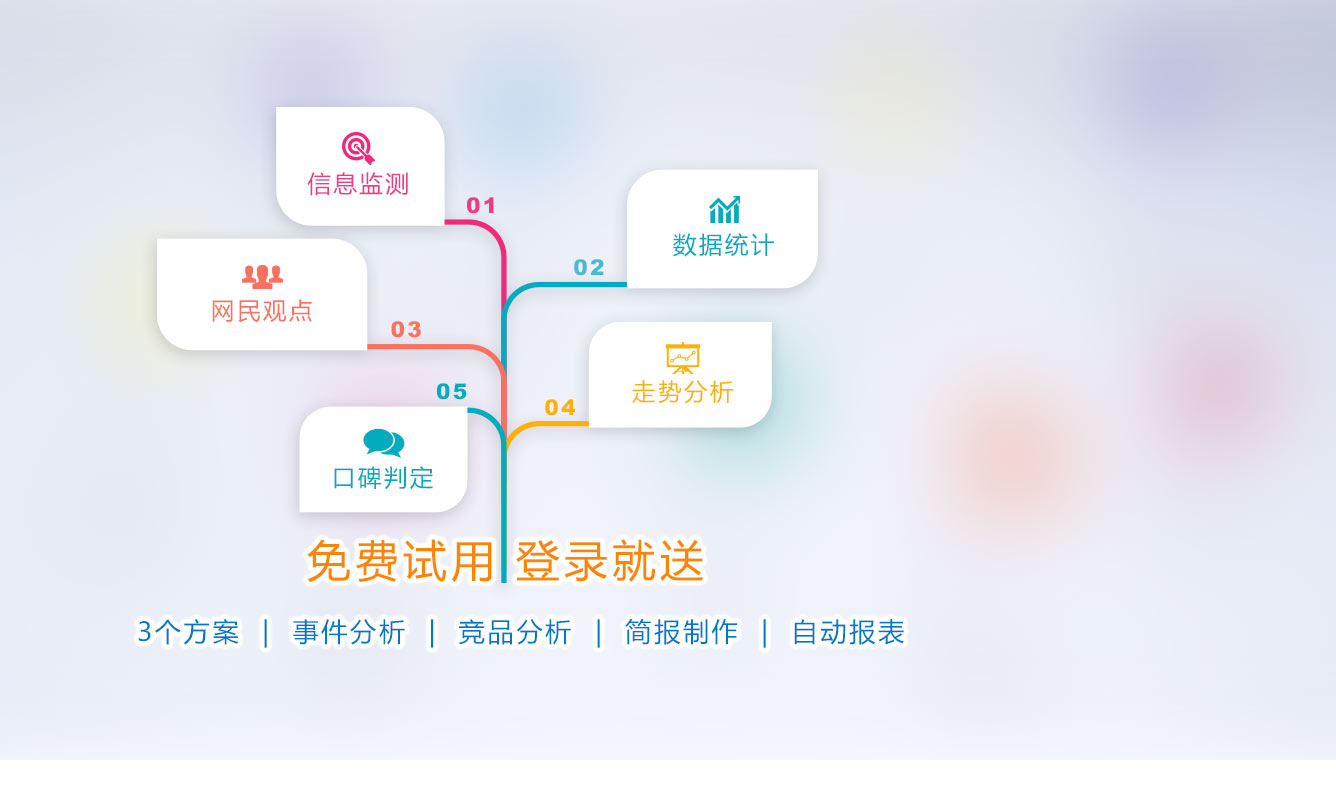 信息监测
01
数据统计
02
网民观点
03
走势分析
04
05
口碑判定
免费试用 登录就送
3个方案 | 事件分析 | 竞品分析 | 简报制作 | 自动报表